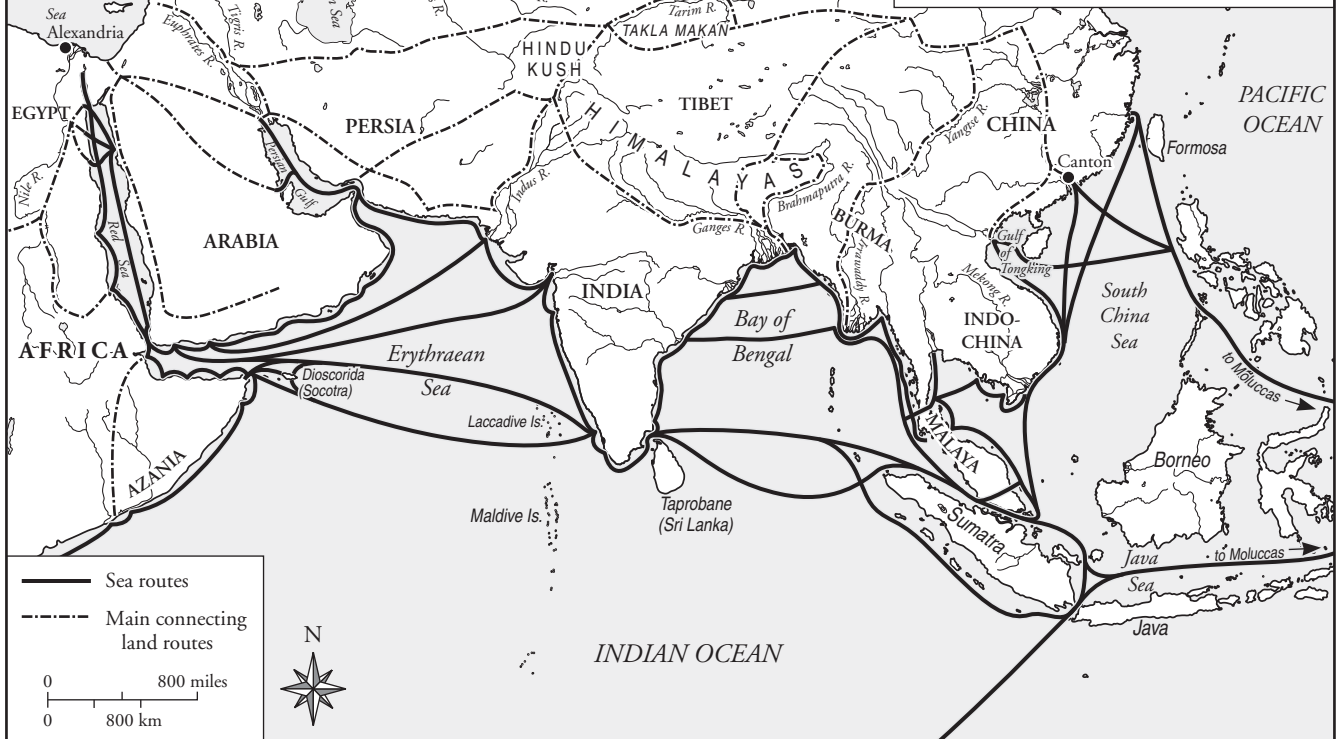 Sea
Alexandria
Euphrates R.
Tigris R.
n Sea
R.
Tarim R.
TAKLA MAKAN
HINDU
KUSH
EGYPT
PERSIA
TIBET
HIMALAYAS
Yangtse R.
CHINA
PACIFIC
OCEAN
Formosa
Canton
Nile R.
Persian
Gulf
Indus R.
Brahmaputra R.
Ganges R.
BURMA
Irrawaddy R.
Red
Sea
ARABIA
Gulf
of
Tongking
Mekong R.
INDIA
INDO-
CHINA
South
China
Sea
Bay of
Bengal
AFRICA
Erythraean
Sea
Dioscorida
(Socotra)
to Moluccas
Laccadive Is.
MALAYA
AZANIA
Borneo
Maldive Is.
Taprobane
(Sri Lanka)
Sumatra
Java
Sea
to Moluccas
Java
INDIAN OCEAN
Sea routes
Main connecting
land routes
0 800 miles
0 800 km
N